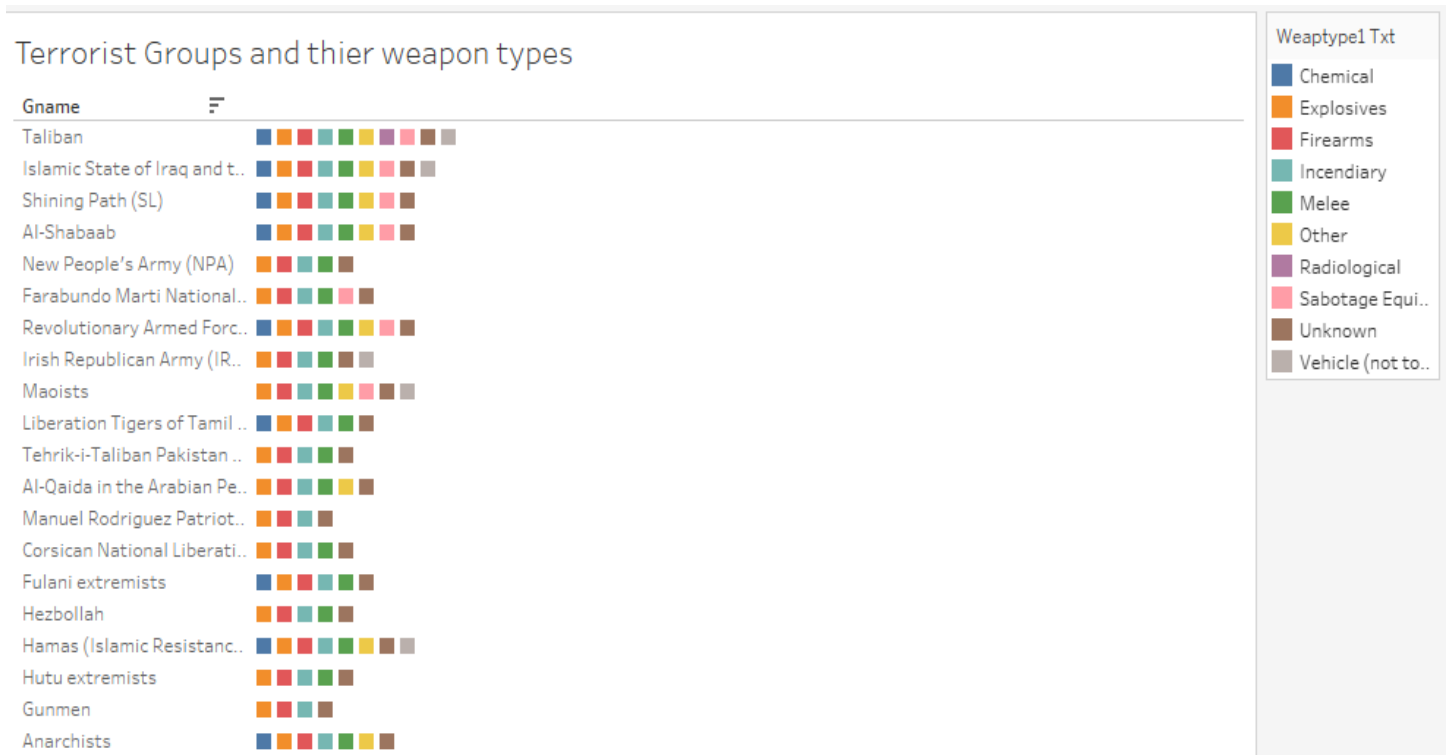 Terrorist Groups and thier weapon types
Gname
Taliban
Islamic State of Iraq and t..
Shining Path (SL)
Al-Shabaab
New People's Army (NPA)
Farabundo Marti National..
Revolutionary Armed Forc..
Irish Republican Army (IR..
Maoists
Liberation Tigers of Tamil ..
Tehrik-i-Taliban Pakistan ..
Al-Qaida in the Arabian Pe..
Manuel Rodriguez Patriot..
Corsican National Liberati..
Fulani extremists
Hezbollah
Hamas (Islamic Resistanc..
Hutu extremists
Gunmen
Anarchists
Weaptype1 Txt
Chemical
Explosives
Firearms
Incendiary
Melee
Other
Radiological
Sabotage Equi..
Unknown
Vehicle (not to..